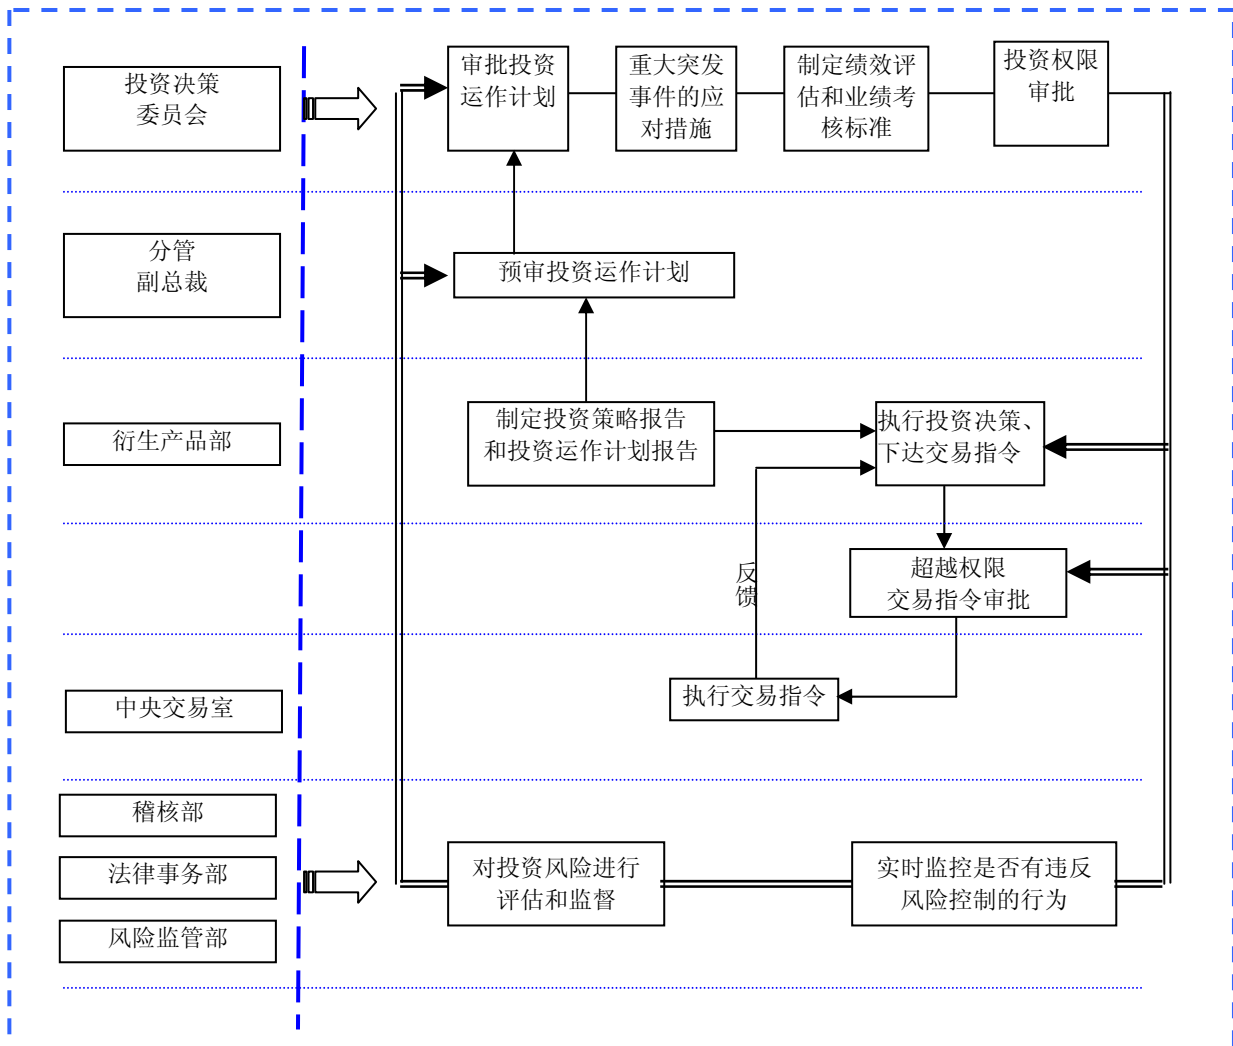 投资决策
委员会
审批投资
运作计划
重大突发
事件的应
对措施
制定绩效评
估和业绩考
核标准
投资权限
审批
分管
副总裁
预审投资运作计划
衍生产品部
制定投资策略报告
和投资运作计划报告
执行投资决策、
下达交易指令
反
馈
超越权限
交易指令审批
中央交易室
执行交易指令
稽核部
法律事务部
风险监管部
对投资风险进行
评估和监督
实时监控是否有违反
风险控制的行为